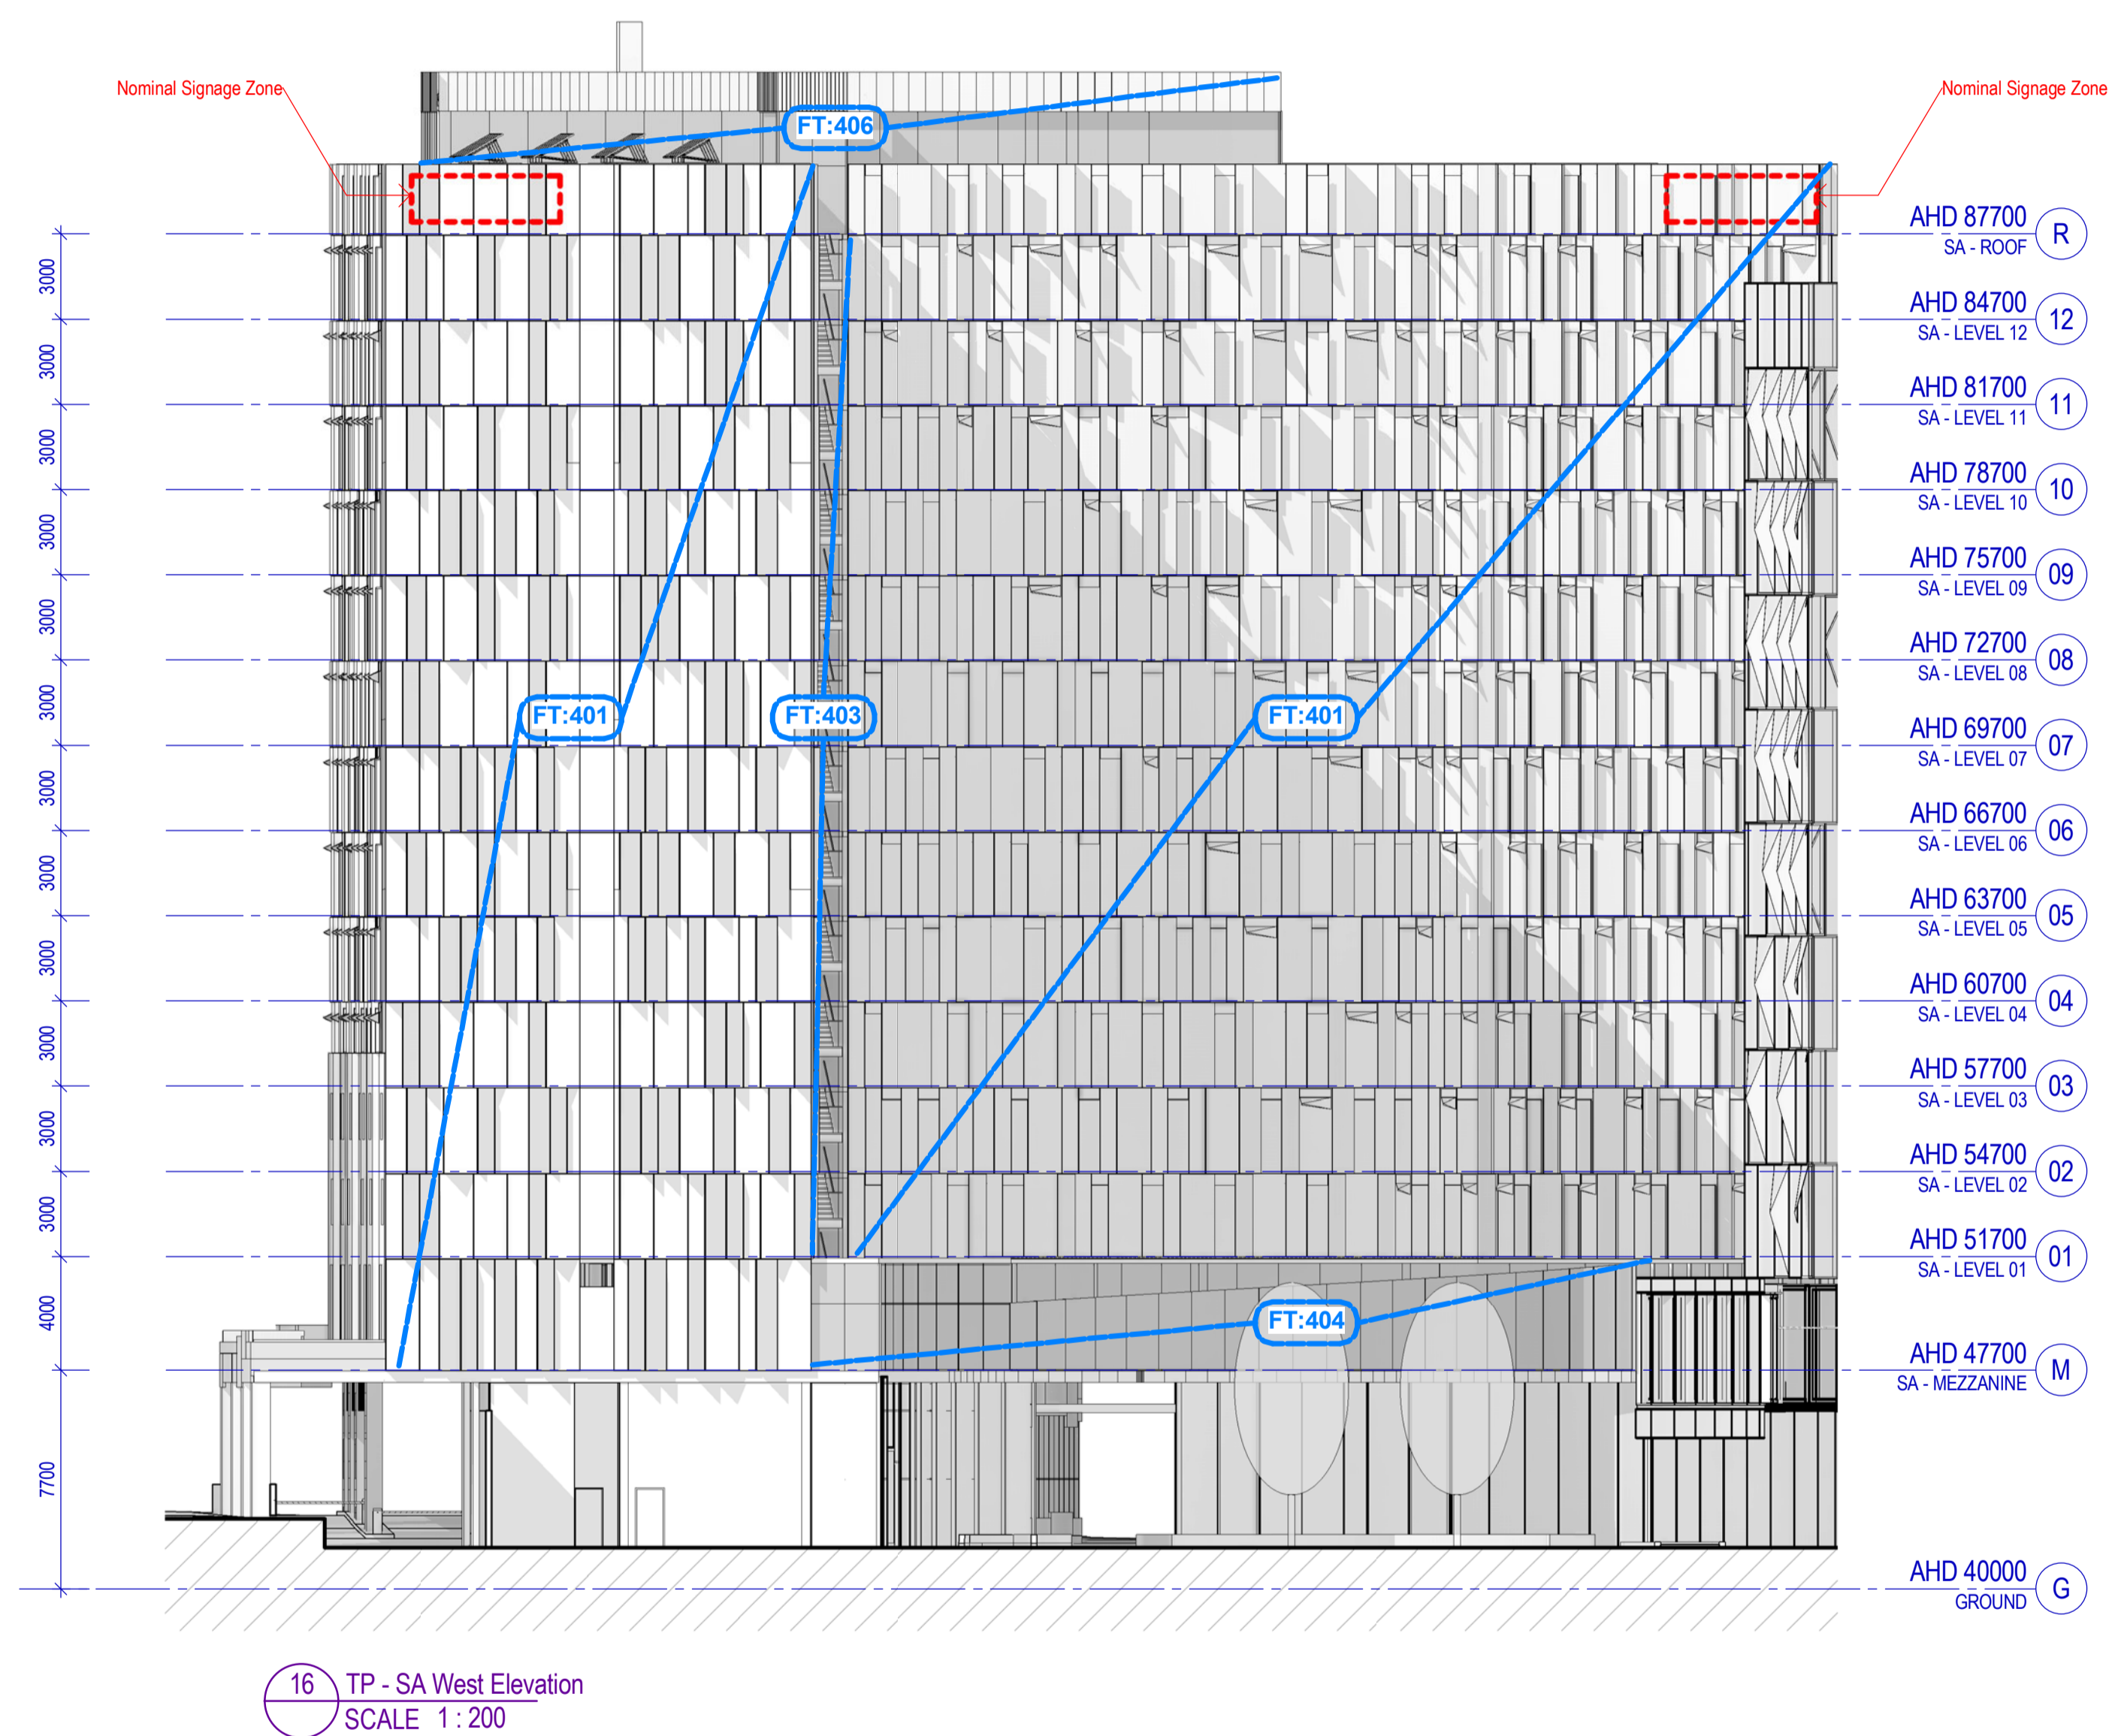 Nominal Signage Zone
Nominal Signage Zone
FT:406
AHD 87700
SA - ROOF
R
3000
AHD 84700
SA - LEVEL 12
12
3000
AHD 81700
SA - LEVEL 11
11
3000
AHD 78700
SA - LEVEL 10
10
3000
AHD 75700
SA - LEVEL 09
09
3000
AHD 72700
SA - LEVEL 08
08
3000
FT:401
FT:403
FT:401
AHD 69700
SA - LEVEL 07
07
3000
AHD 66700
SA - LEVEL 06
06
3000
AHD 63700
SA - LEVEL 05
05
3000
AHD 60700
SA - LEVEL 04
04
3000
AHD 57700
SA - LEVEL 03
03
3000
AHD 54700
SA - LEVEL 02
02
3000
AHD 51700
SA - LEVEL 01
01
4000
FT:404
AHD 47700
SA - MEZZANINE
M
7700
AHD 40000
GROUND
G
16
TP - SA West Elevation
SCALE 1 : 200